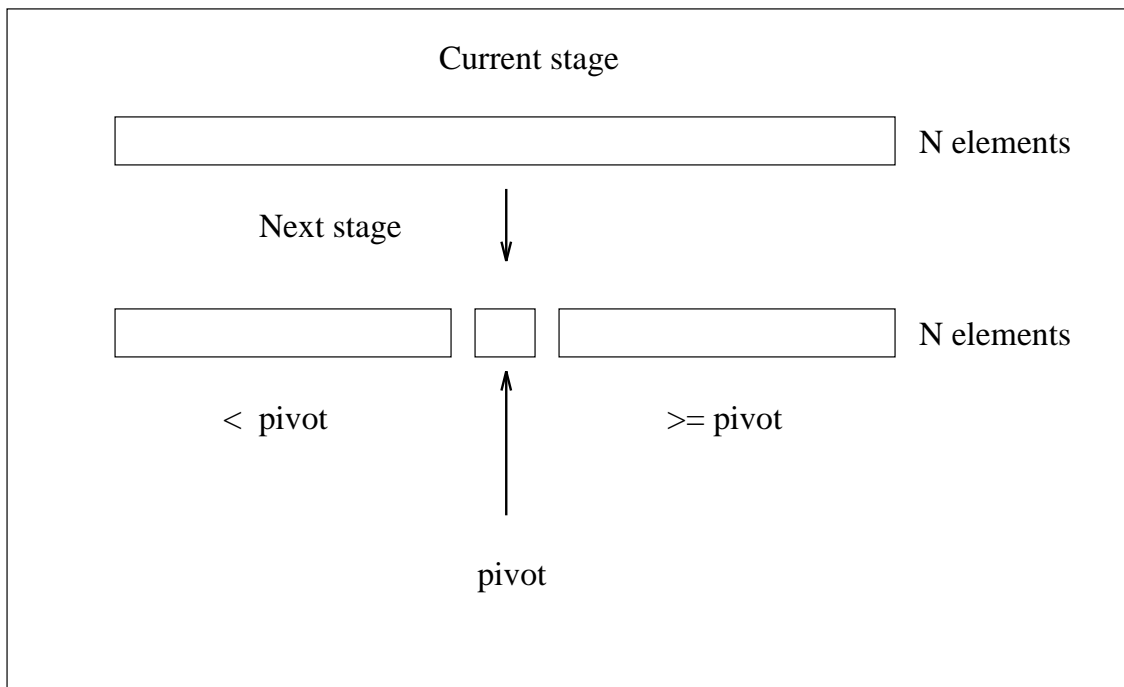 Current stage
N elements
Next stage
N elements
< pivot
>= pivot
pivot